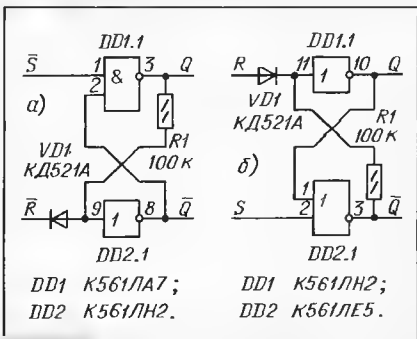 DD1.1
S̅ 1 & 3 Q
2
а)
VD1
КД521А
R1
100 к
R̅ 9 1 8 Q̅
DD2.1
DD1 К561ЛА7;
DD2 К561ЛН2.
DD1.1
R 11 1 10 Q
VD1
КД521А
R1
100 к
б)
1 1
S 2 3 Q̅
DD2.1
DD1 К561ЛН2;
DD2 К561ЛЕ5.